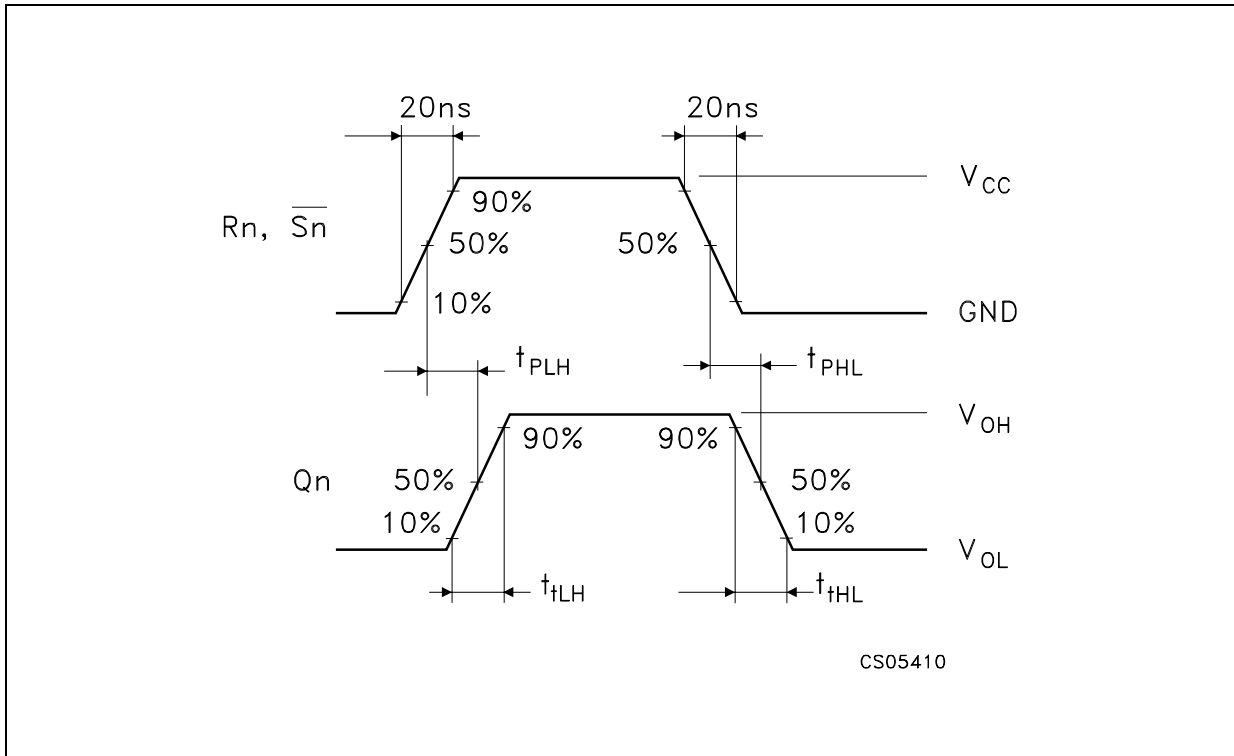 20ns 20ns
V_CC
90%
Rn, S̅n̅ 50% 50%
10% GND
t_PLH t_PHL
V_OH
90% 90%
Qn 50% 50%
10% 10%
V_OL
t_tLH t_tHL
CS05410